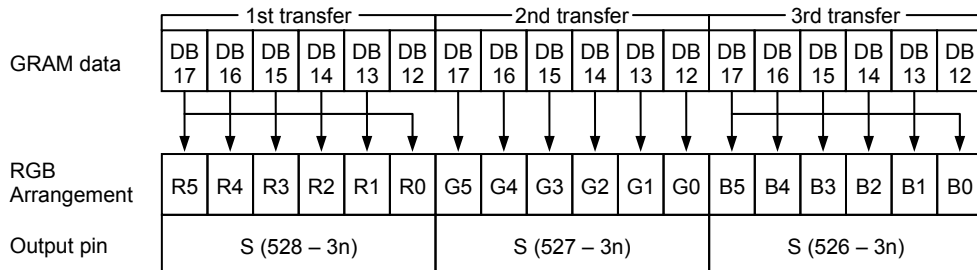 1st transfer 2nd transfer 3rd transfer
GRAM data
DB 17 DB 16 DB 15 DB 14 DB 13 DB 12 DB 17 DB 16 DB 15 DB 14 DB 13 DB 12 DB 17 DB 16 DB 15 DB 14 DB 13 DB 12
RGB
Arrangement
R5 R4 R3 R2 R1 R0 G5 G4 G3 G2 G1 G0 B5 B4 B3 B2 B1 B0
Output pin S (528 – 3n) S (527 – 3n) S (526 – 3n)